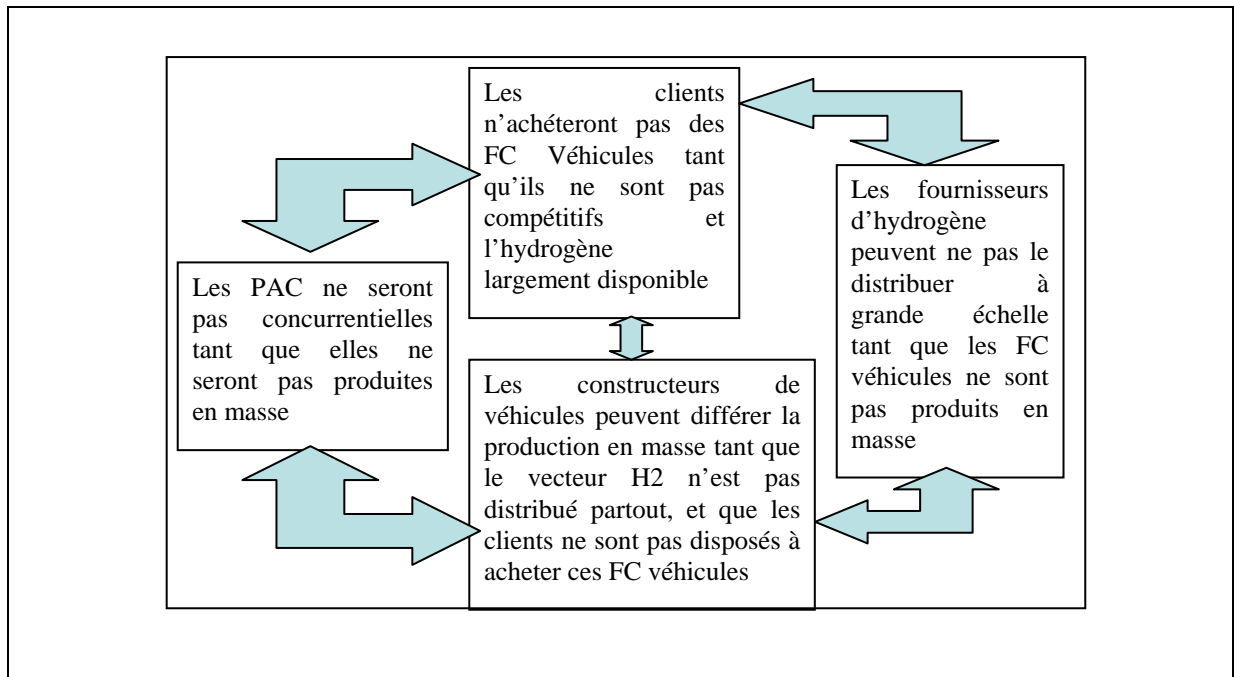 Les clients
n’achéteront pas des
FC Véhicules tant
qu’ils ne sont pas
compétitifs et
l’hydrogène
largement disponible
Les fournisseurs
d’hydrogène
peuvent ne pas le
distribuer à
grande échelle
tant que les FC
véhicules ne sont
pas produits en
masse
Les PAC ne seront
pas concurrentielles
tant que elles ne
seront pas produites
en masse
Les constructeurs de
véhicules peuvent différer la
production en masse tant que
le vecteur H2 n’est pas
distribué partout, et que les
clients ne sont pas disposés à
acheter ces FC véhicules